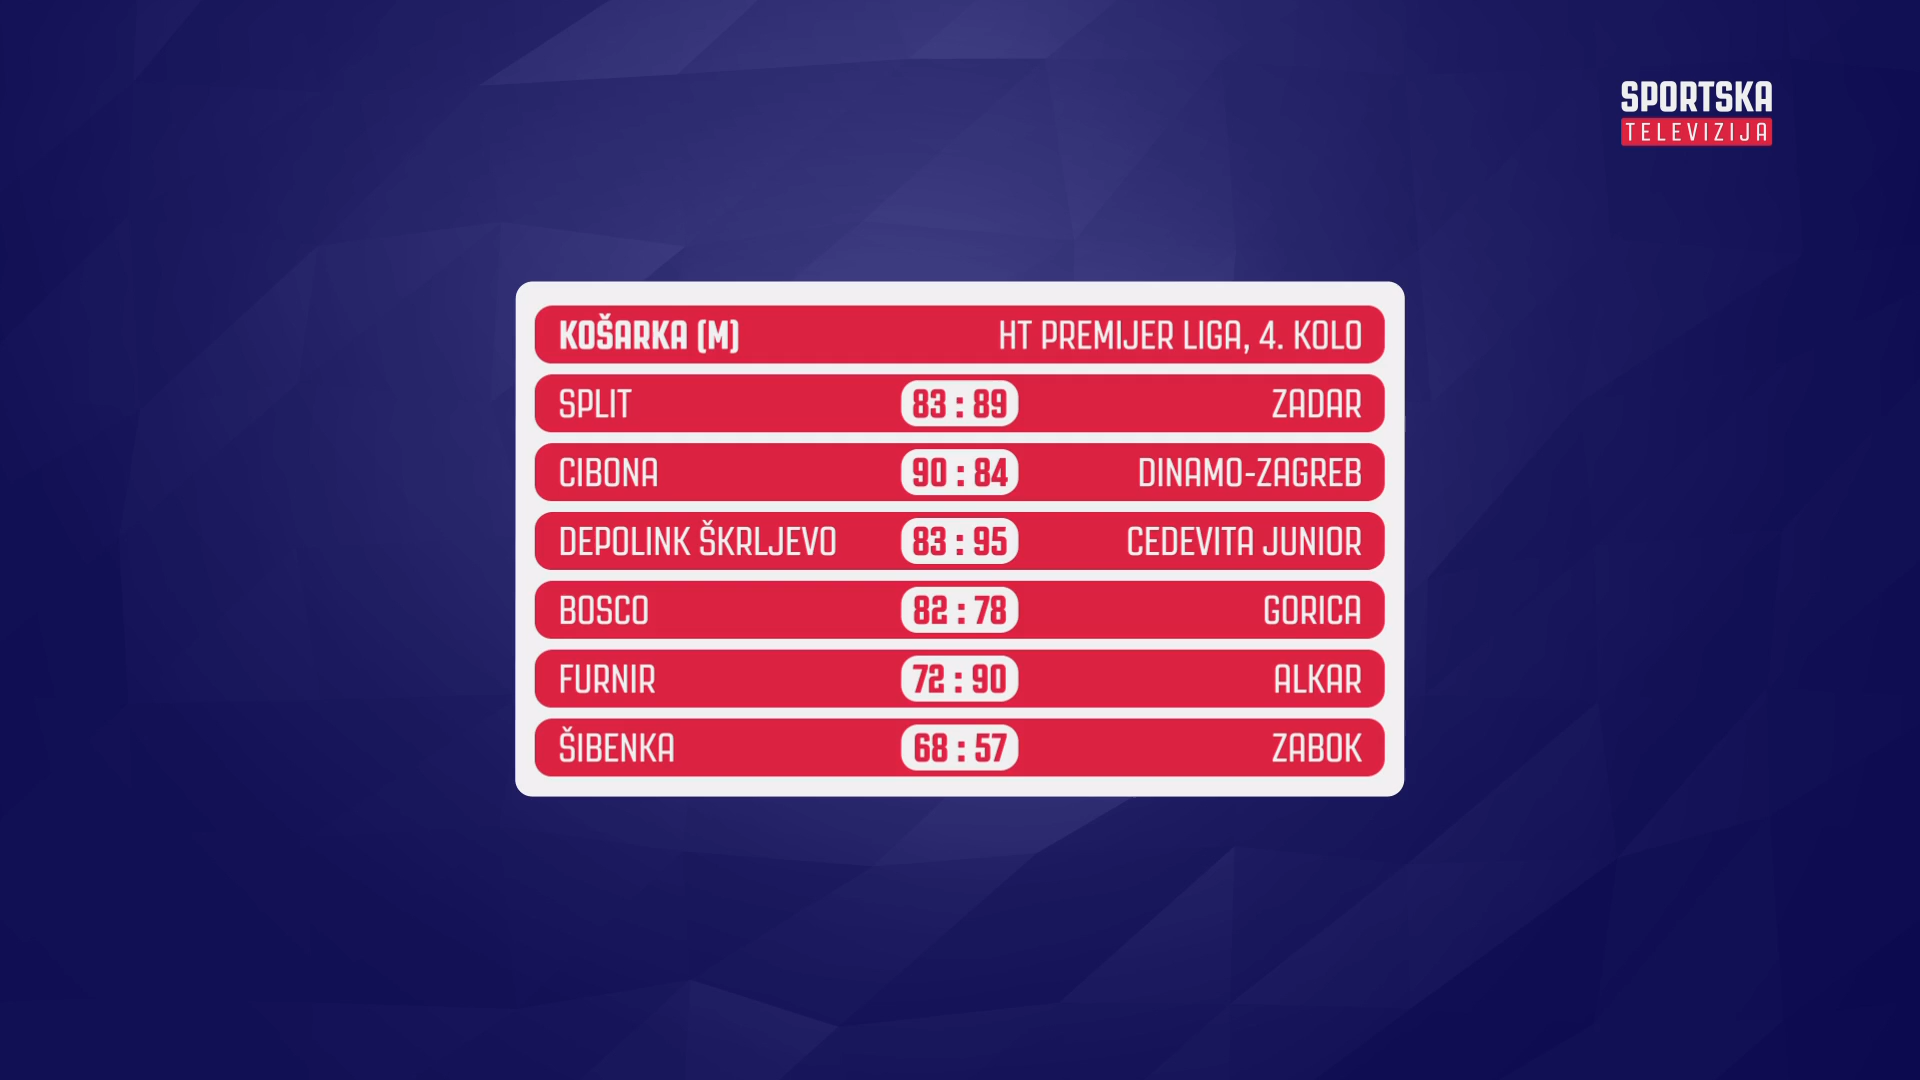 SPORTSKA
TELEVIZIJA
KOŠARKA (M) HT PREMIJER LIGA, 4. KOLO
SPLIT 83 : 89 ZADAR
CIBONA 90 : 84 DINAMO-ZAGREB
DEPOLINK ŠKRLJEVO 83 : 95 CEDEVITA JUNIOR
BOSCO 82 : 78 GORICA
FURNIR 72 : 90 ALKAR
ŠIBENKA 68 : 57 ZABOK